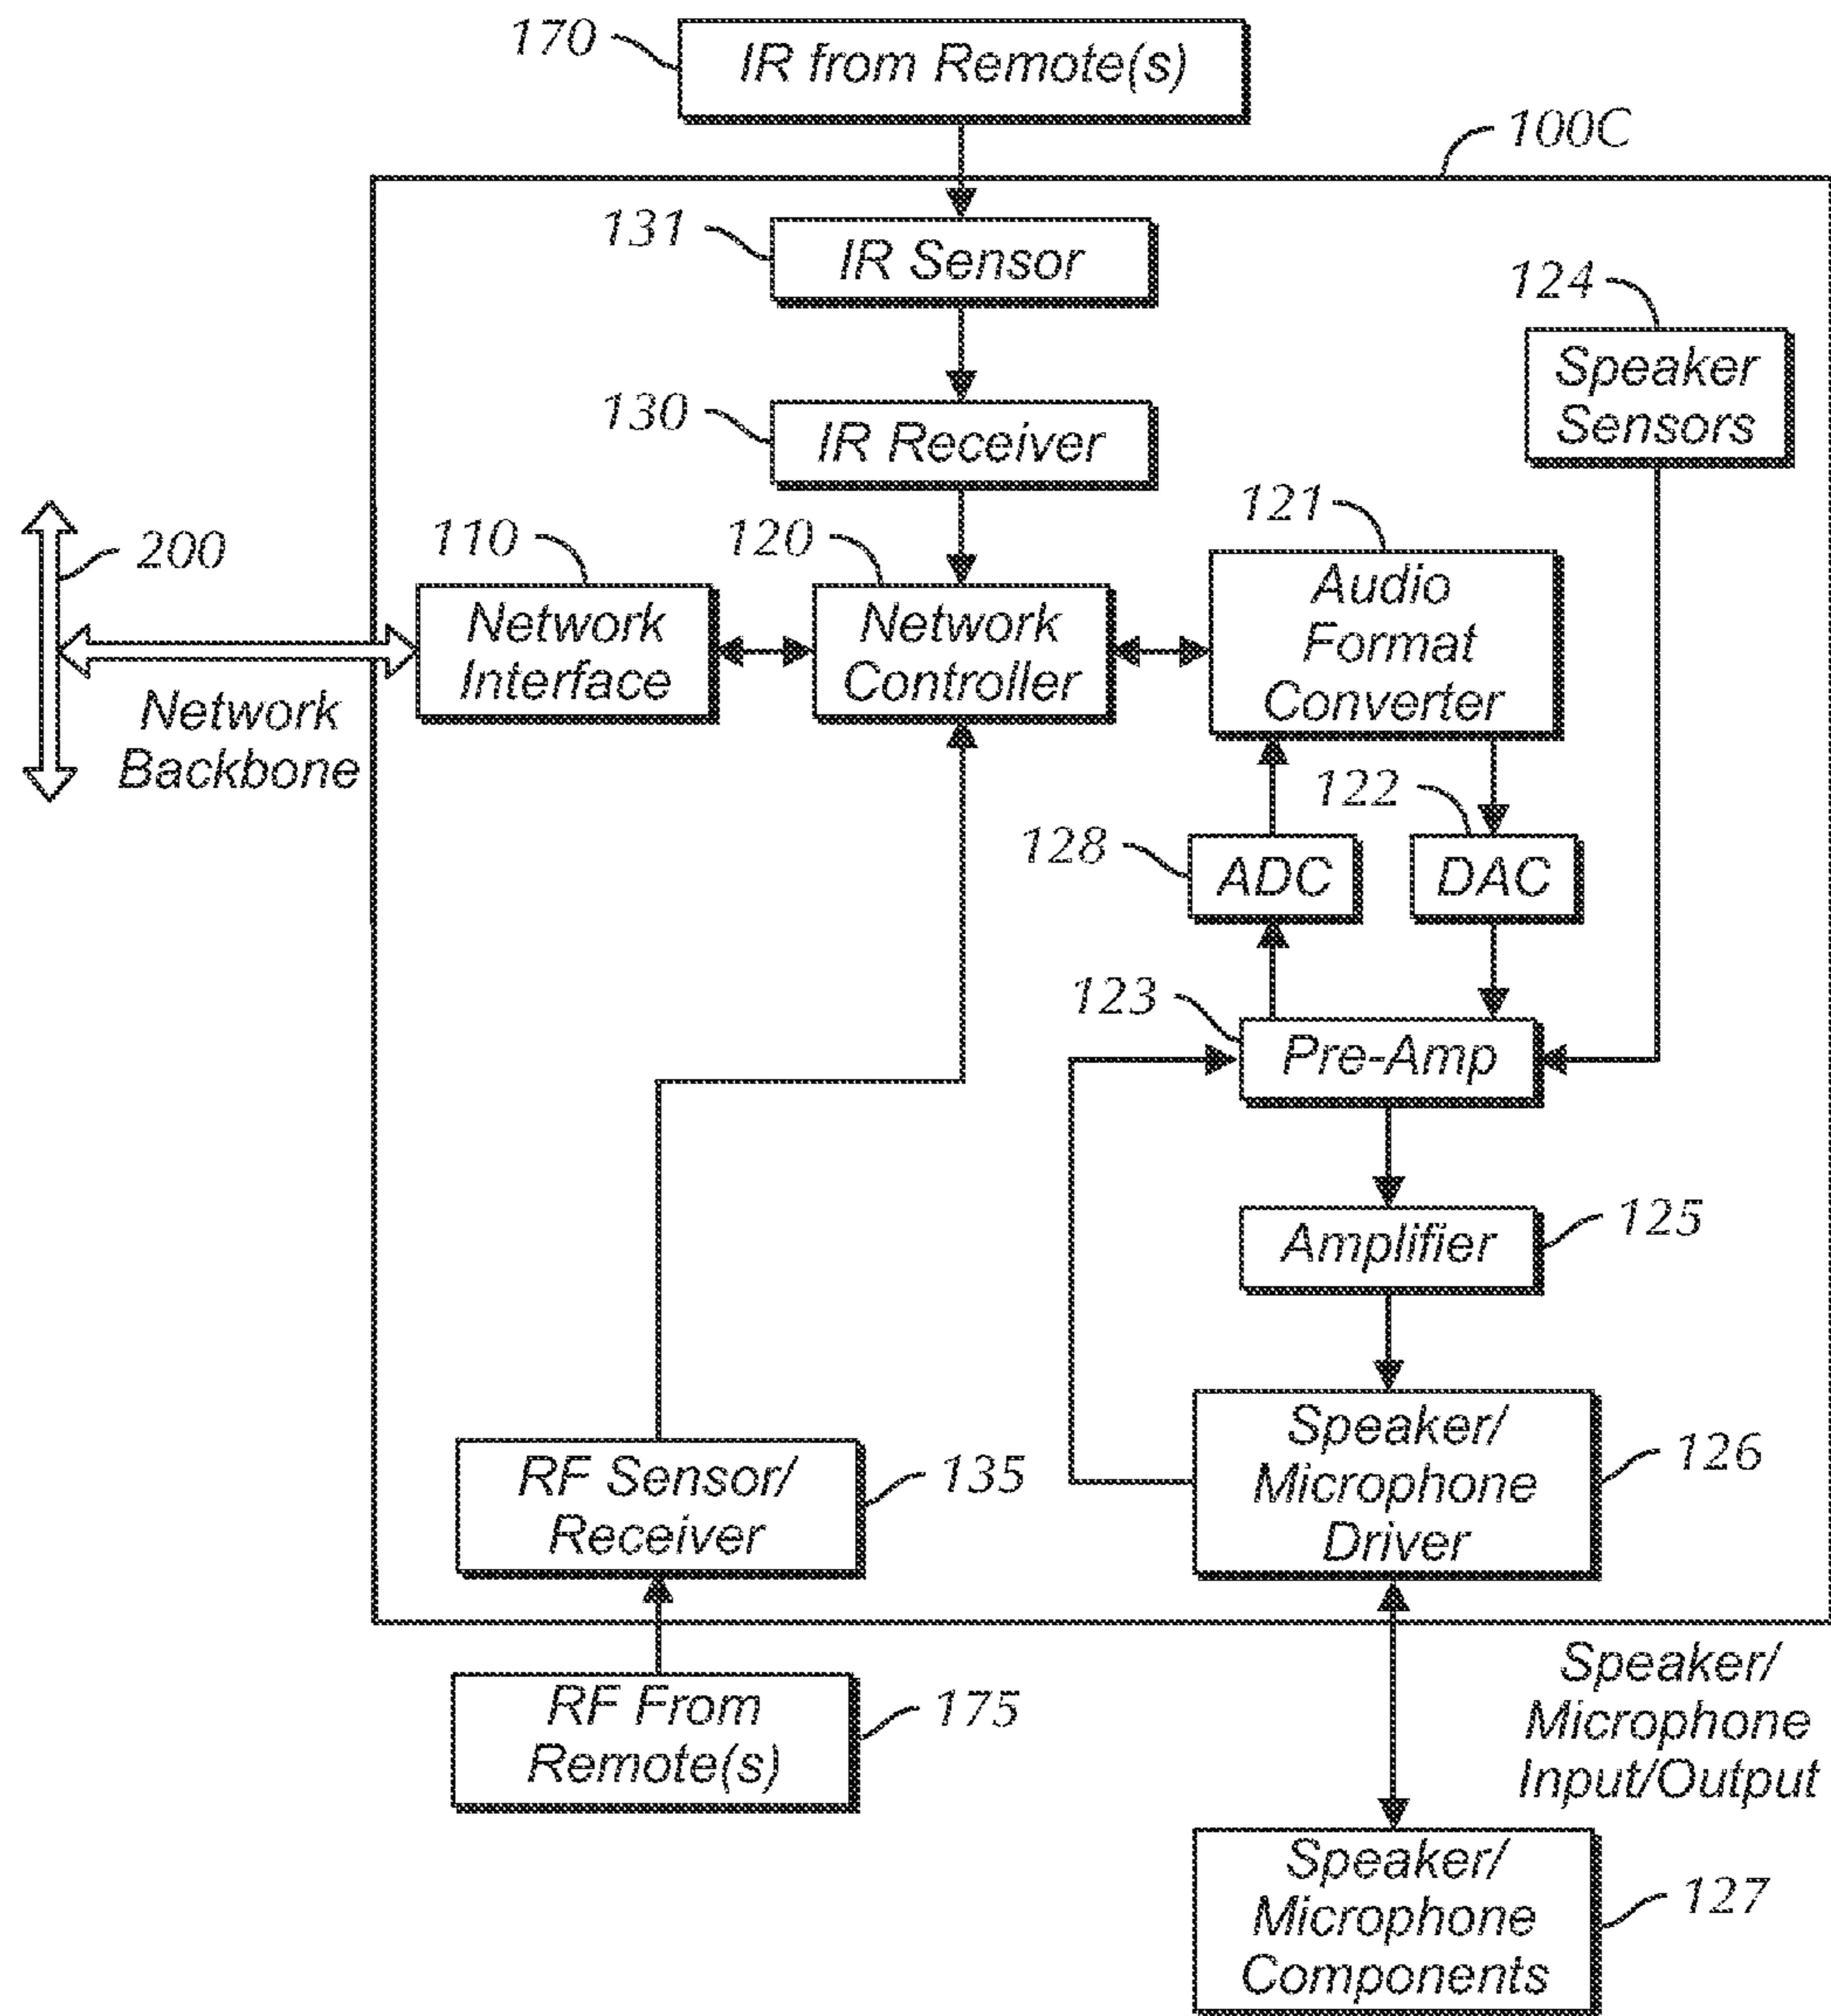 170
IR from Remote(s)
100C
131
IR Sensor
124
Speaker
Sensors
130
IR Receiver
200
110
Network
Interface
120
Network
Controller
121
Audio
Format
Converter
Network
Backbone
128
ADC
122
DAC
123
Pre-Amp
Amplifier
125
RF Sensor/
Receiver
135
Speaker/
Microphone
Driver
126
RF From
Remote(s)
175
Speaker/
Microphone
Input/Output
Speaker/
Microphone
Components
127